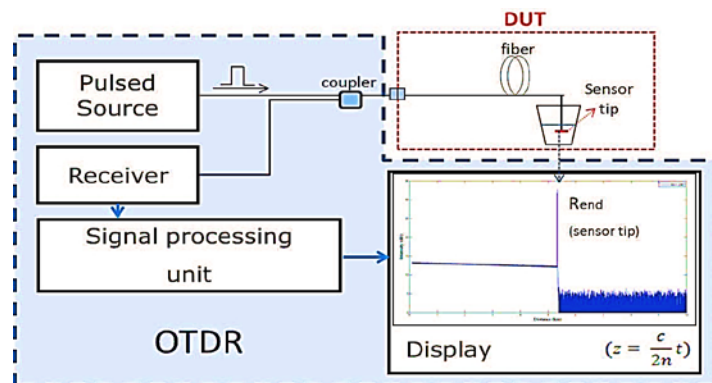 DUT
fiber
coupler
Sensor
tip
Pulsed
Source
Receiver
Signal processing
unit
OTDR
Rend
(sensor tip)
Display
(z = c/2n t)